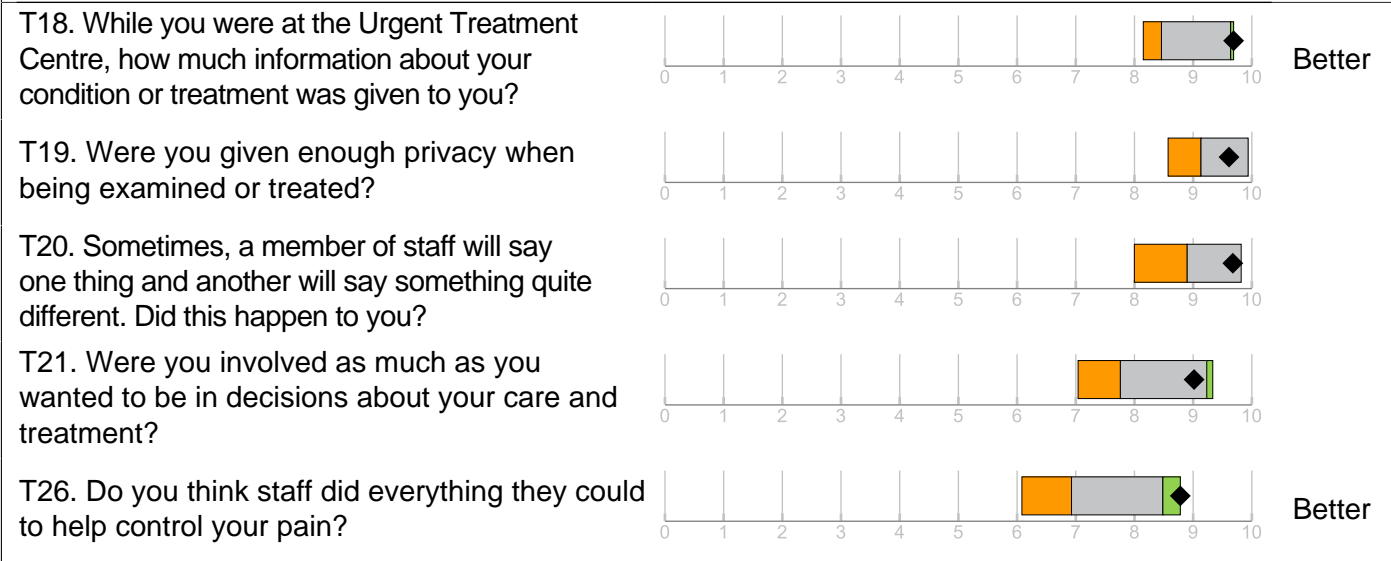 T18. While you were at the Urgent Treatment
Centre, how much information about your
condition or treatment was given to you?
0 1 2 3 4 5 6 7 8 9 10
Better
T19. Were you given enough privacy when
being examined or treated?
0 1 2 3 4 5 6 7 8 9 10
T20. Sometimes, a member of staff will say
one thing and another will say something quite
different. Did this happen to you?
0 1 2 3 4 5 6 7 8 9 10
T21. Were you involved as much as you
wanted to be in decisions about your care and
treatment?
0 1 2 3 4 5 6 7 8 9 10
T26. Do you think staff did everything they could
to help control your pain?
0 1 2 3 4 5 6 7 8 9 10
Better